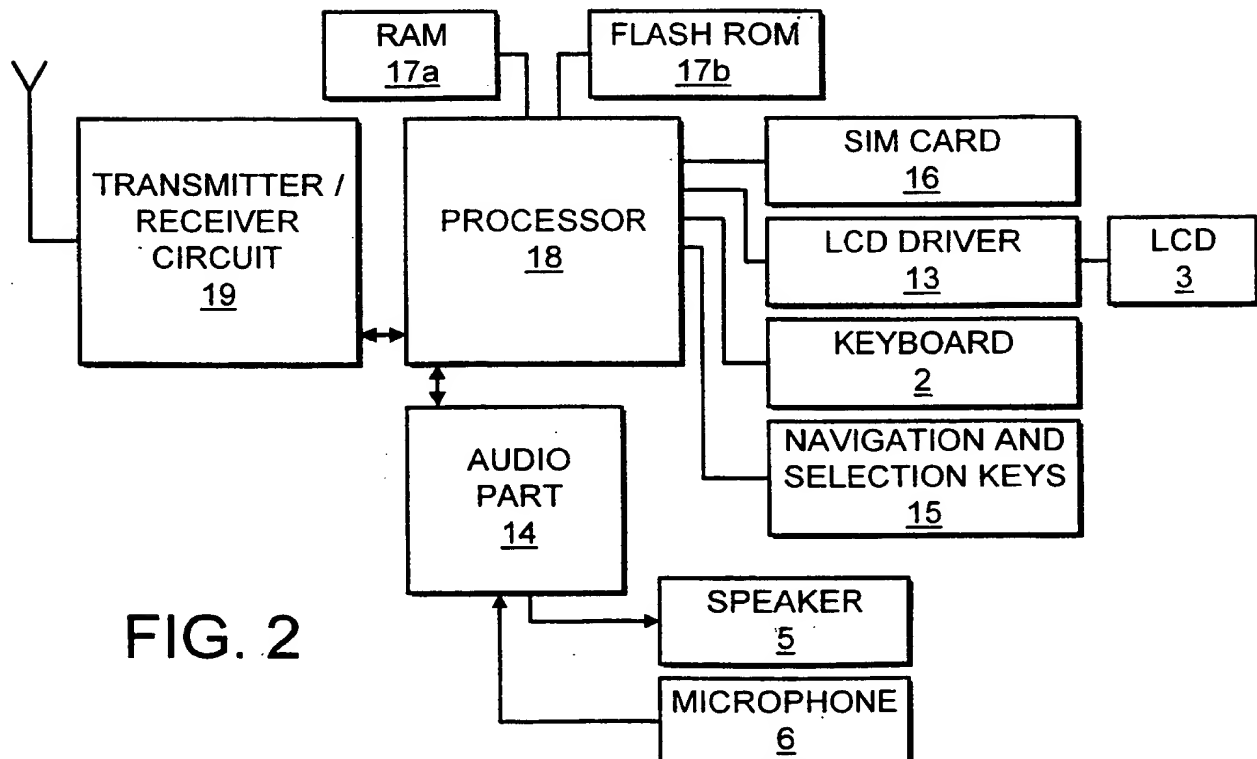 RAM
17a
FLASH ROM
17b
TRANSMITTER /
RECEIVER
CIRCUIT
19
PROCESSOR
18
SIM CARD
16
LCD DRIVER
13
LCD
3
KEYBOARD
2
NAVIGATION AND
SELECTION KEYS
15
AUDIO
PART
14
SPEAKER
5
MICROPHONE
6
FIG. 2